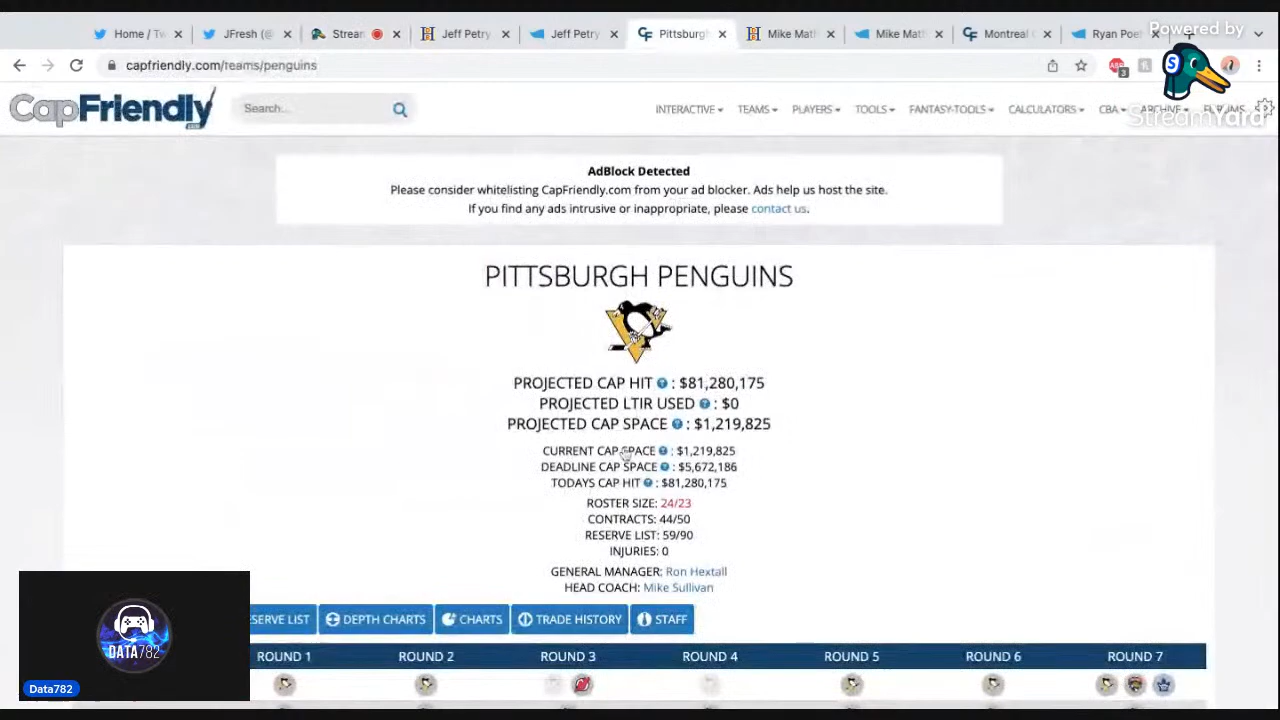 Home / Tw
JFresh (@
Stream
Jeff Petry
Jeff Petry
Pittsburgh
Mike Mat
Mike Mat
Montreal
Ryan Poe
Powered by
capfriendly.com/teams/penguins
3
S
StreamYard
CapFriendly
.com
Search...
INTERACTIVE
TEAMS
PLAYERS
TOOLS
FANTASY-TOOLS
CALCULATORS
CBA
ARCHIVE
FORUMS
AdBlock Detected
Please consider whitelisting CapFriendly.com from your ad blocker. Ads help us host the site.
If you find any ads intrusive or inappropriate, please contact us.
PITTSBURGH PENGUINS
PROJECTED CAP HIT : $81,280,175
PROJECTED LTIR USED : $0
PROJECTED CAP SPACE : $1,219,825
CURRENT CAP SPACE : $1,219,825
DEADLINE CAP SPACE : $5,672,186
TODAYS CAP HIT : $81,280,175
ROSTER SIZE: 24/23
CONTRACTS: 44/50
RESERVE LIST: 59/90
INJURIES: 0
GENERAL MANAGER: Ron Hextall
HEAD COACH: Mike Sullivan
SERVE LIST
DEPTH CHARTS
CHARTS
TRADE HISTORY
STAFF
ROUND 1
ROUND 2
ROUND 3
ROUND 4
ROUND 5
ROUND 6
ROUND 7
DATA782
Data782